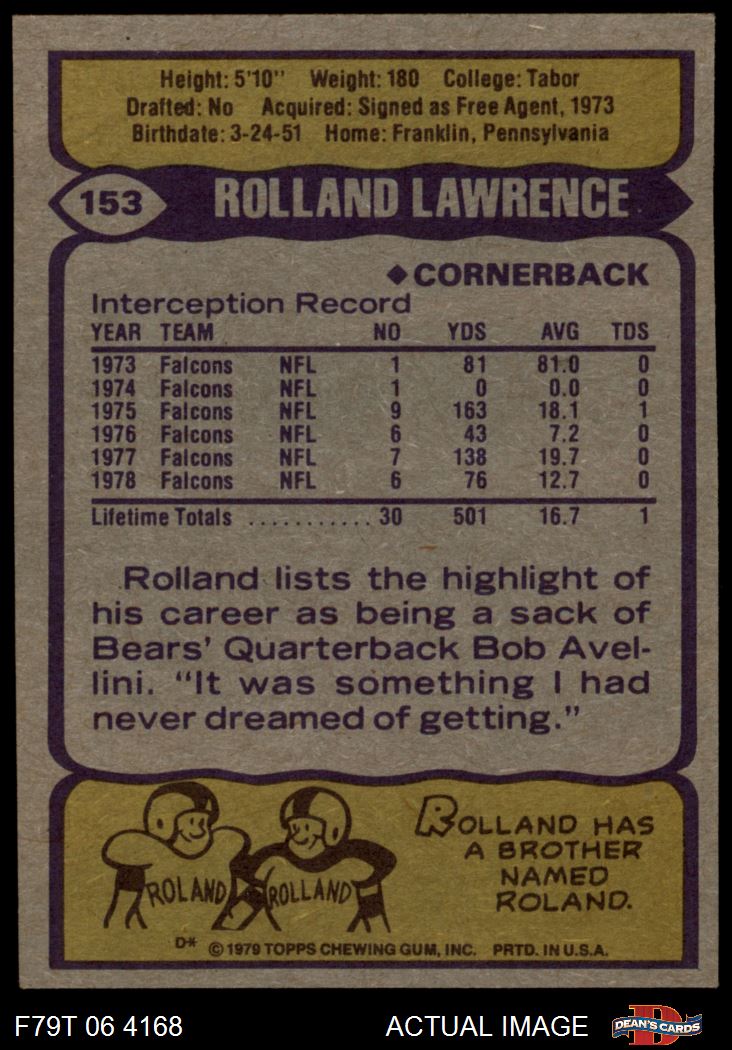 Height: 5'10" Weight: 180 College: Tabor
Drafted: No Acquired: Signed as Free Agent, 1973
Birthdate: 3-24-51 Home: Franklin, Pennsylvania
153 ROLLAND LAWRENCE
◆CORNERBACK
Interception Record
YEAR TEAM NO YDS AVG TDS
1973 Falcons NFL 1 81 81.0 0
1974 Falcons NFL 1 0 0.0 0
1975 Falcons NFL 9 163 18.1 1
1976 Falcons NFL 6 43 7.2 0
1977 Falcons NFL 7 138 19.7 0
1978 Falcons NFL 6 76 12.7 0
Lifetime Totals ........... 30 501 16.7 1
Rolland lists the highlight of
his career as being a sack of
Bears' Quarterback Bob Avel-
lini. "It was something I had
never dreamed of getting."
ROLAND ROLLAND
ROLLAND HAS
A BROTHER
NAMED
ROLAND.
D* © 1979 TOPPS CHEWING GUM, INC. PRTD. IN U.S.A.
F79T 06 4168 ACTUAL IMAGE D DEAN'S CARDS